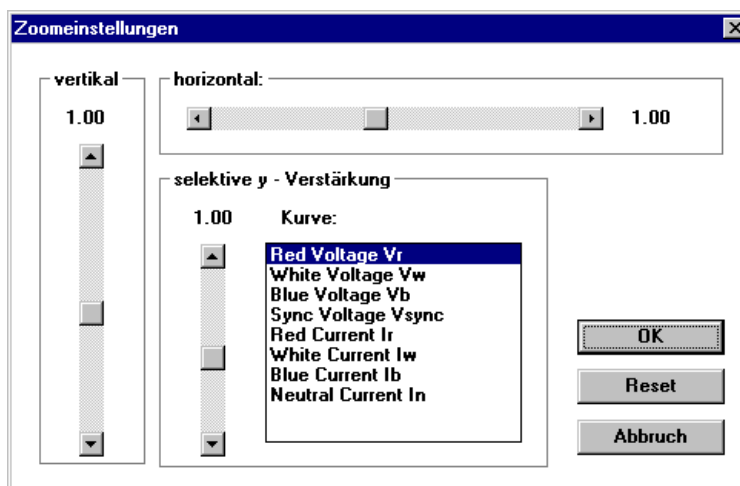 Zoomeinstellungen
vertikal
1.00
horizontal:
1.00
selektive y - Verstärkung
1.00 Kurve:
Red Voltage Vr
White Voltage Vw
Blue Voltage Vb
Sync Voltage Vsync
Red Current Ir
White Current Iw
Blue Current Ib
Neutral Current In
OK
Reset
Abbruch